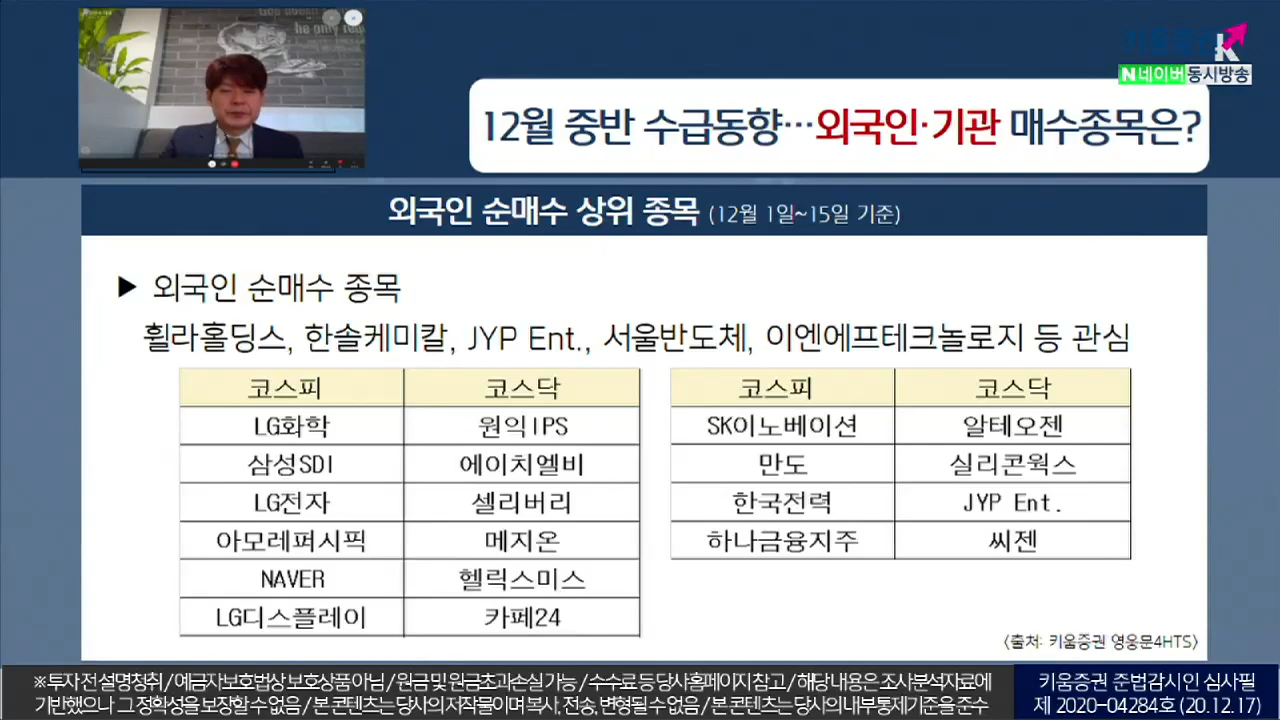 he only
키움증권
N 네이버 동시방송
12월 중반 수급동향…외국인·기관 매수종목은?
외국인 순매수 상위 종목 (12월 1일~15일 기준)
▶ 외국인 순매수 종목
휠라홀딩스, 한솔케미칼, JYP Ent., 서울반도체, 이엔에프테크놀로지 등 관심
코스피 코스닥
LG화학 원익IPS
삼성SDI 에이치엘비
LG전자 셀리버리
아모레퍼시픽 메지온
NAVER 헬릭스미스
LG디스플레이 카페24
코스피 코스닥
SK이노베이션 알테오젠
만도 실리콘웍스
한국전력 JYP Ent.
하나금융지주 씨젠
<출처: 키움증권 영웅문4HTS>
※ 투자 전 설명청취 / 예금자보호법상 보호상품 아님 / 원금 및 원금초과손실 가능 / 수수료 등 당사홈페이지 참고 / 해당 내용은 조사분석자료에
기반했으나 그 정확성을 보장할 수 없음 / 본 콘텐츠는 당사의 저작물이며 복사, 전송, 변형될 수 없음 / 본 콘텐츠는 당사의 내부통제기준을 준수
키움증권 준법감시인 심사필
제 2020-04284호 (20.12.17)